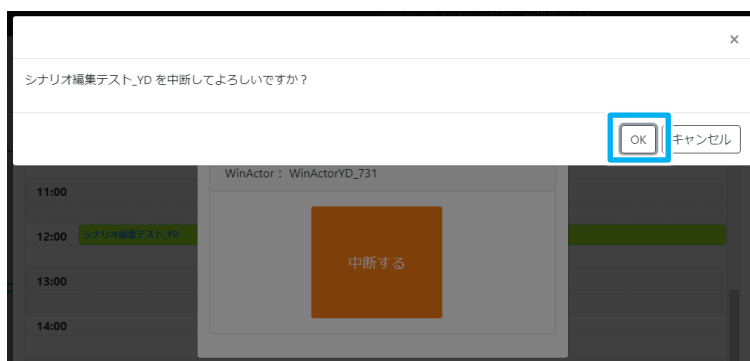 ×
シナリオ編集テスト_YD を中断してよろしいですか？
OK
キャンセル
WinActor： WinActorYD_731
11:00
12:00 シナリオ編集テスト_YD
中断する
13:00
14:00